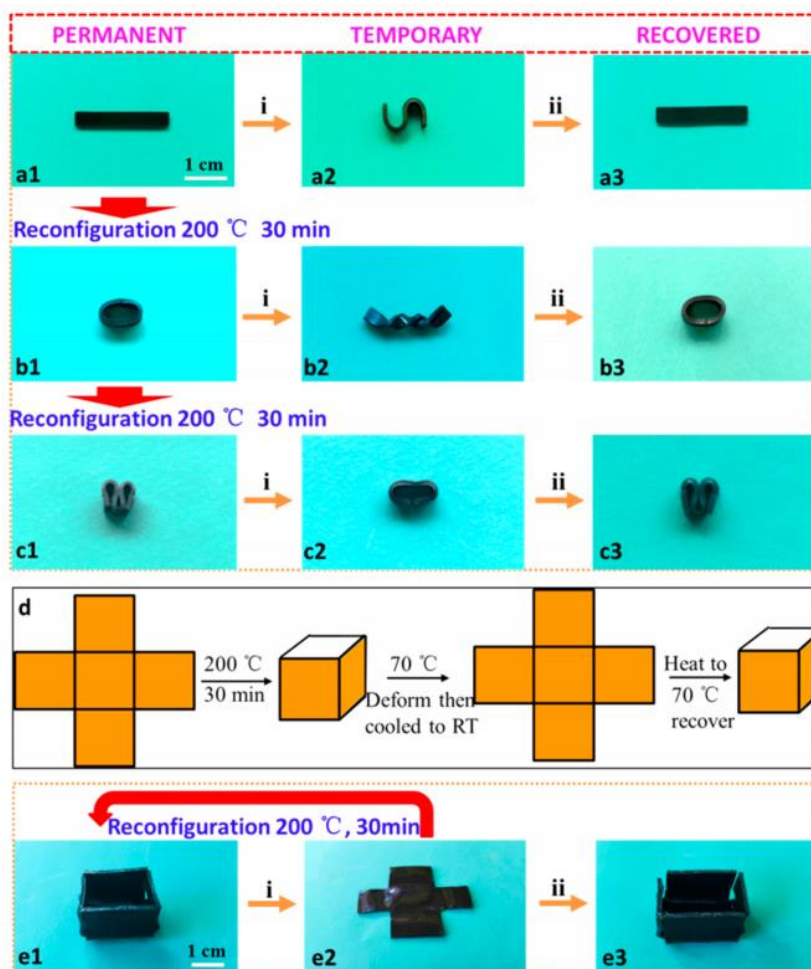 PERMANENT TEMPORARY RECOVERED
i ii
1 cm
a1 a2 a3
Reconfiguration 200 ℃ 30 min
i ii
b1 b2 b3
Reconfiguration 200 ℃ 30 min
i ii
c1 c2 c3
d
200 ℃ 70 ℃ Heat to
30 min Deform then 70 ℃
cooled to RT recover
Reconfiguration 200 ℃, 30min
i ii
1 cm
e1 e2 e3